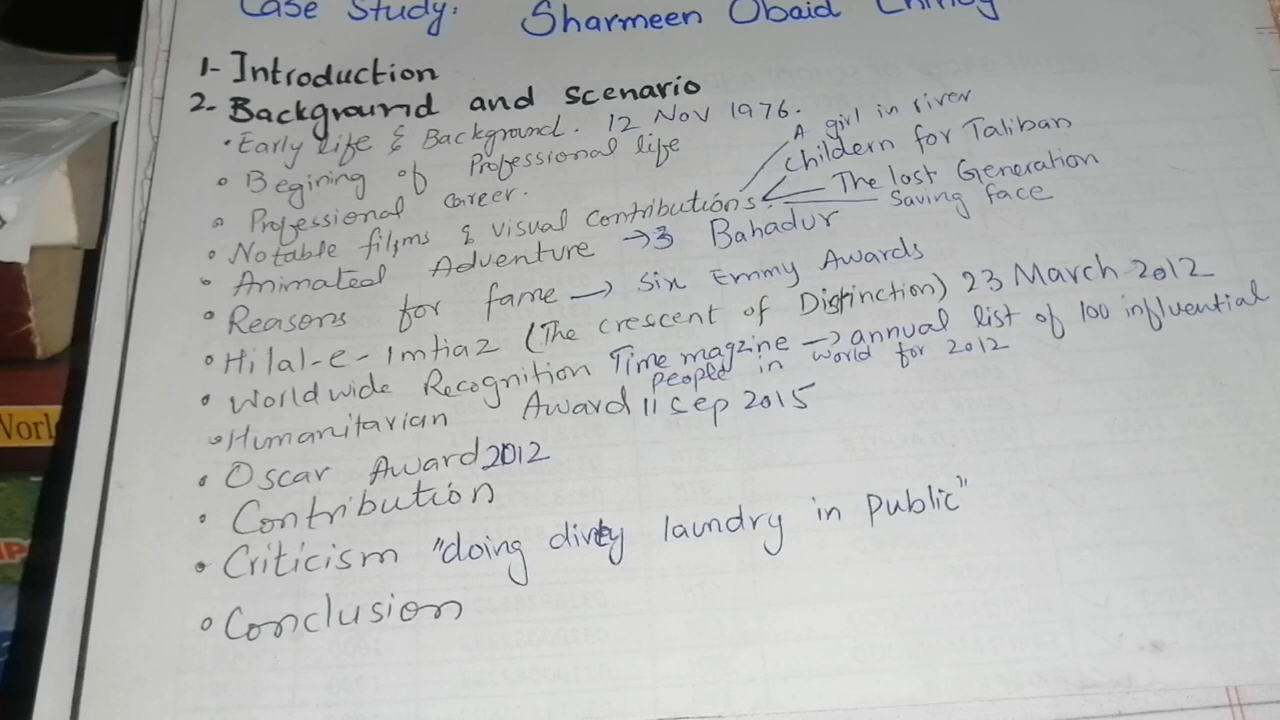 Case Study: Sharmeen Obaid Chinoy
1- Introduction
2- Background and scenario
• Early life & Background. 12 Nov 1976.
• Begining of Professional life
• Professional career.
• Notable films & visual contributions: A girl in river
Childern for Taliban
The lost Generation
Saving face
• Animated Adventure → 3 Bahadur
• Reasons for fame → Six Emmy Awards
• Hilal-e-Imtiaz (The crescent of Distinction) 23 March 2012
• Worldwide Recognition Time magzine → annual list of 100 influential
people in world for 2012
• Humanitarian Award 11 Sep 2015
• Oscar Award 2012
• Contribution
• Criticism "doing dirty laundry in public"
• Conclusion
Worl